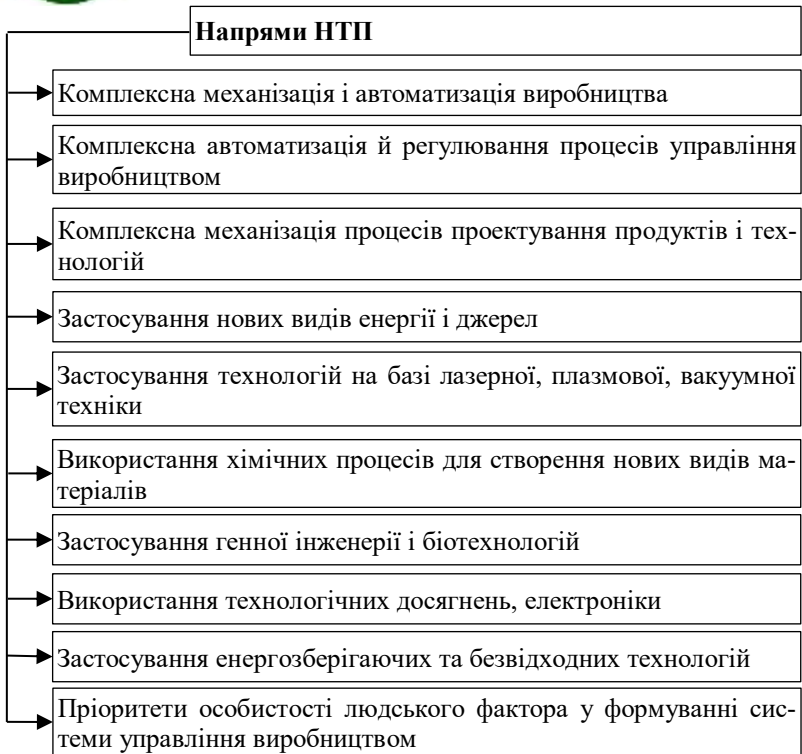 Напрями НТП
Комплексна механізація і автоматизація виробництва
Комплексна автоматизація й регулювання процесів управління
виробництвом
Комплексна механізація процесів проектування продуктів і тех-
нологій
Застосування нових видів енергії і джерел
Застосування технологій на базі лазерної, плазмової, вакуумної
техніки
Використання хімічних процесів для створення нових видів ма-
теріалів
Застосування генної інженерії і біотехнологій
Використання технологічних досягнень, електроніки
Застосування енергозберігаючих та безвідходних технологій
Пріоритети особистості людського фактора у формуванні сис-
теми управління виробництвом